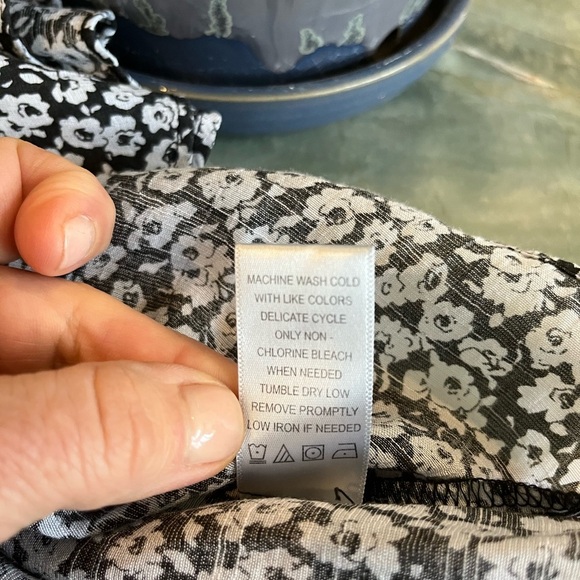 MACHINE WASH COLD
WITH LIKE COLORS
DELICATE CYCLE
ONLY NON -
CHLORINE BLEACH
WHEN NEEDED
TUMBLE DRY LOW
REMOVE PROMPTLY
LOW IRON IF NEEDED